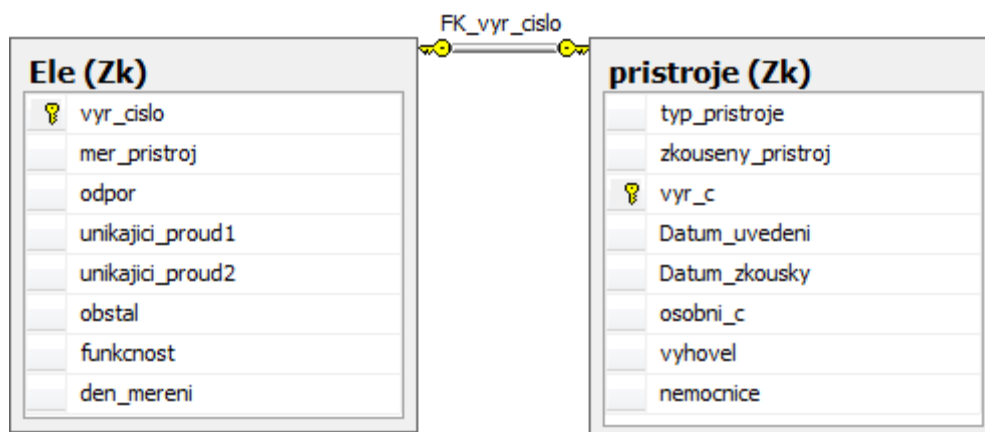 FK_vyr_cislo
Ele (Zk)
vyr_cislo
mer_pristroj
odpor
unikajici_proud1
unikajici_proud2
obstal
funkcnost
den_mereni
pristroje (Zk)
typ_pristroje
zkouseny_pristroj
vyr_c
Datum_uvedeni
Datum_zkousky
osobni_c
vyhovel
nemocnice